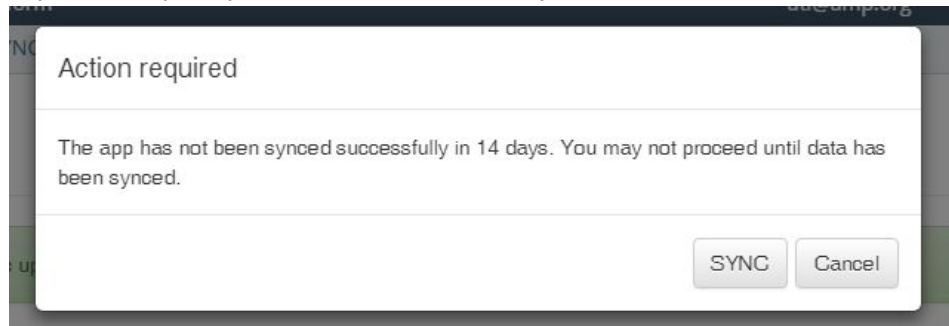 Action required
The app has not been synced successfully in 14 days. You may not proceed until data has
been synced.
SYNC Cancel